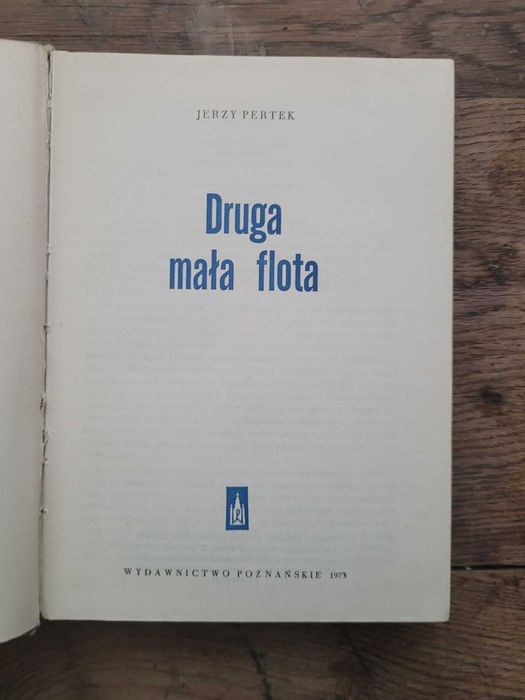 JERZY PERTEK
Druga
mała flota
WYDAWNICTWO POZNAŃSKIE 1973